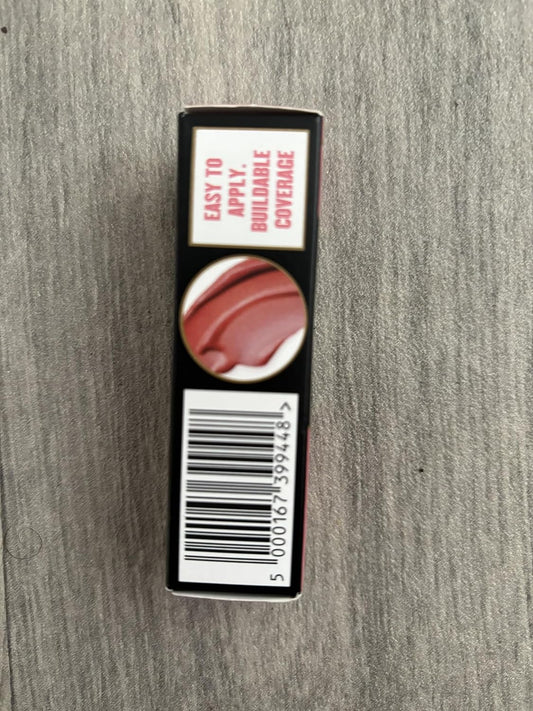 EASY TO
APPLY.
BUILDABLE
COVERAGE
5 000167 399448 >